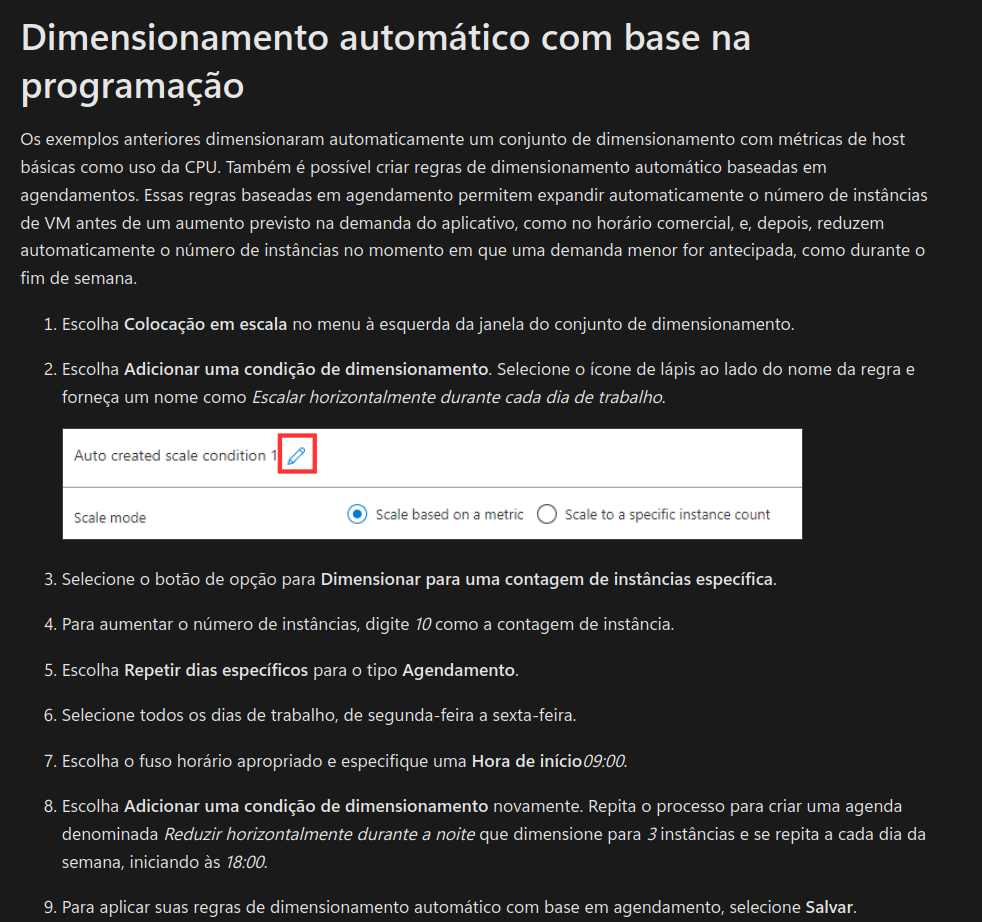 Dimensionamento automático com base na
programação
Os exemplos anteriores dimensionaram automaticamente um conjunto de dimensionamento com métricas de host
básicas como uso da CPU. Também é possível criar regras de dimensionamento automático baseadas em
agendamentos. Essas regras baseadas em agendamento permitem expandir automaticamente o número de instâncias
de VM antes de um aumento previsto na demanda do aplicativo, como no horário comercial, e, depois, reduzem
automaticamente o número de instâncias no momento em que uma demanda menor for antecipada, como durante o
fim de semana.
1. Escolha Colocação em escala no menu à esquerda da janela do conjunto de dimensionamento.
2. Escolha Adicionar uma condição de dimensionamento. Selecione o ícone de lápis ao lado do nome da regra e
forneça um nome como Escalar horizontalmente durante cada dia de trabalho.
Auto created scale condition 1
Scale mode Scale based on a metric Scale to a specific instance count
3. Selecione o botão de opção para Dimensionar para uma contagem de instâncias específica.
4. Para aumentar o número de instâncias, digite 10 como a contagem de instância.
5. Escolha Repetir dias específicos para o tipo Agendamento.
6. Selecione todos os dias de trabalho, de segunda-feira a sexta-feira.
7. Escolha o fuso horário apropriado e especifique uma Hora de início09:00.
8. Escolha Adicionar uma condição de dimensionamento novamente. Repita o processo para criar uma agenda
denominada Reduzir horizontalmente durante a noite que dimensione para 3 instâncias e se repita a cada dia da
semana, iniciando às 18:00.
9. Para aplicar suas regras de dimensionamento automático com base em agendamento, selecione Salvar.